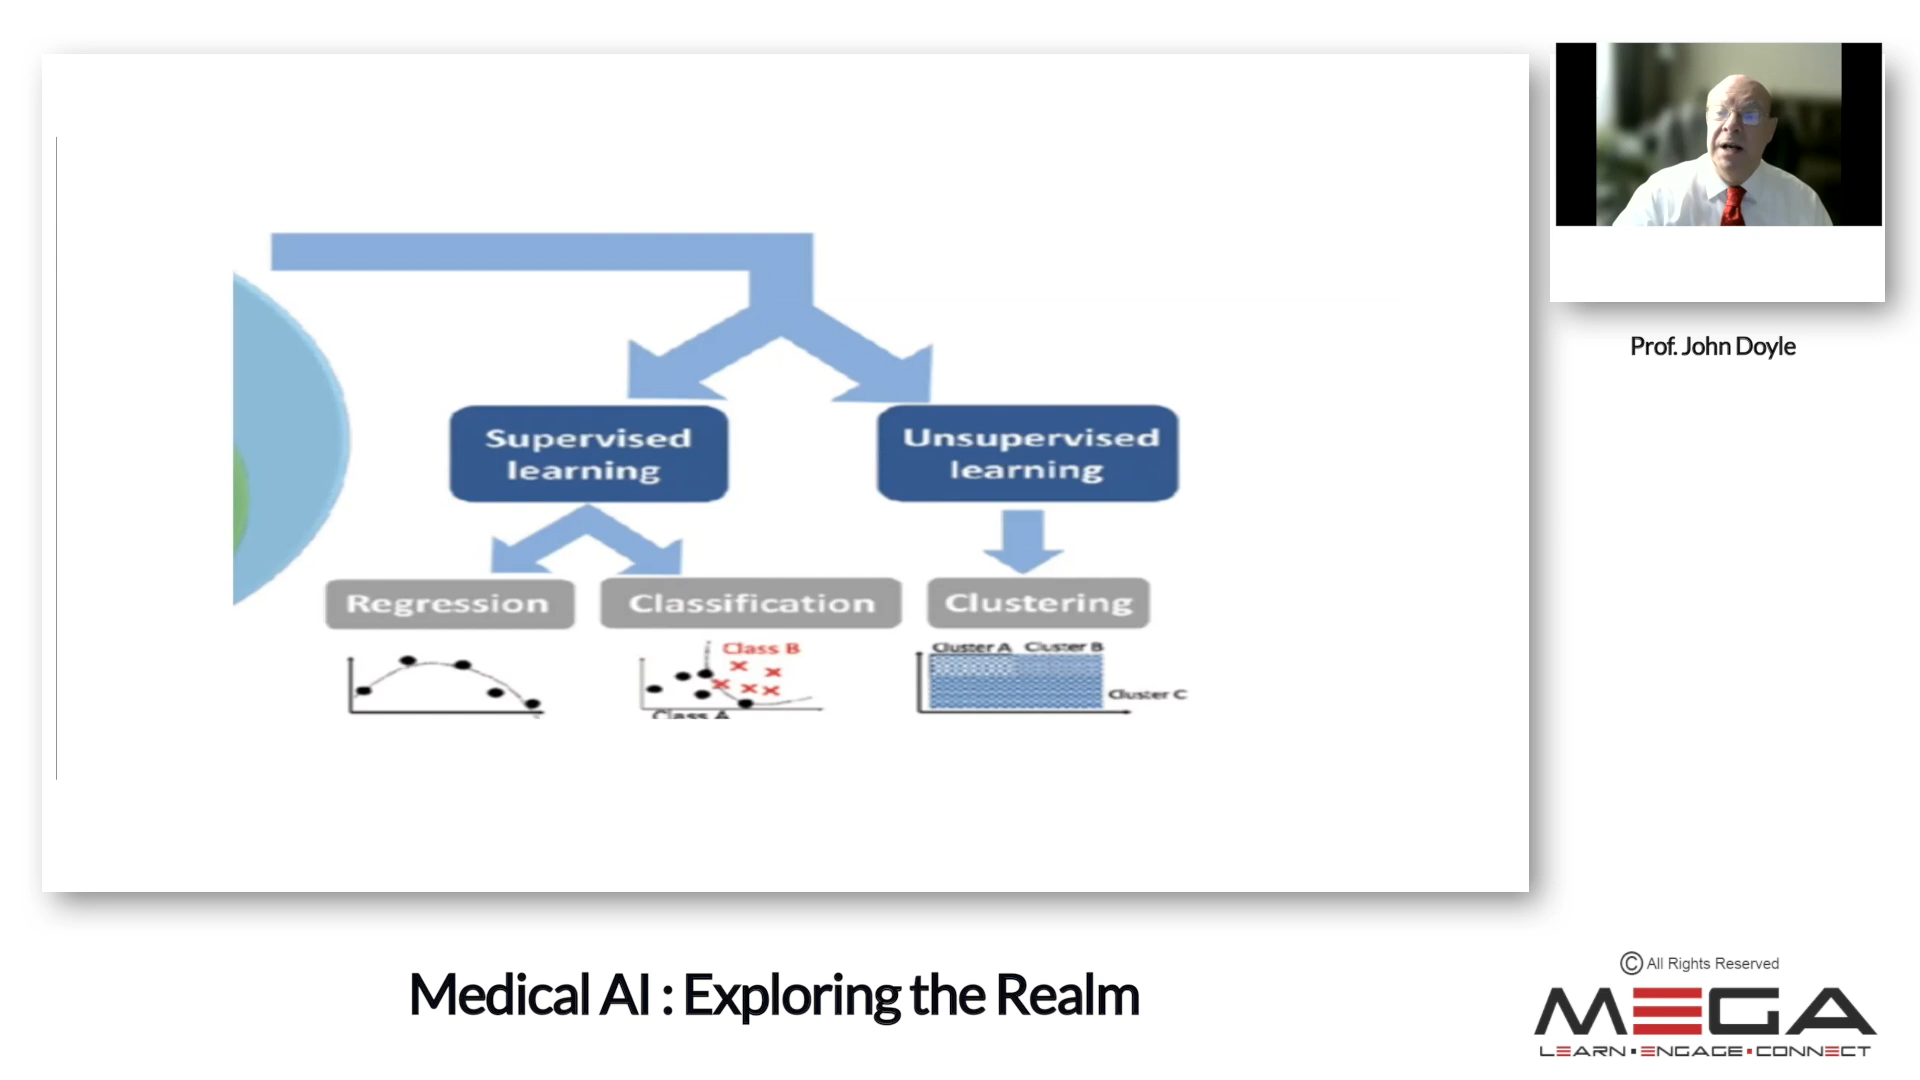 Prof. John Doyle
Supervised
learning
Unsupervised
learning
Regression
Classification
Clustering
Class B
Class A
Cluster A
Cluster B
Cluster C
Medical AI : Exploring the Realm
© All Rights Reserved
MEGA
LEARN▪ENGAGE▪CONNECT